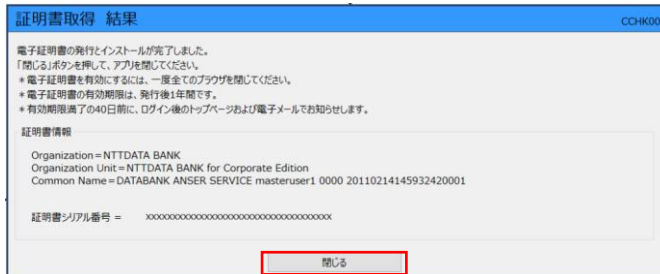 証明書取得 結果
CCHK00
電子証明書の発行とインストールが完了しました。
「閉じる」ボタンを押して、アプリを閉じてください。
＊電子証明書を有効にするには、一度全てのブラウザを閉じてください。
＊電子証明書の有効期限は、発行後1年間です。
＊有効期限満了の40日前に、ログイン後のトップページおよび電子メールでお知らせします。
証明書情報
Organization=NTTDATA BANK
Organization Unit=NTTDATA BANK for Corporate Edition
Common Name=DATABANK ANSER SERVICE masteruser1 0000 20110214145932420001
証明書シリアル番号 = xxxxxxxxxxxxxxxxxxxxxxxxxxxxxxxxxxx
閉じる